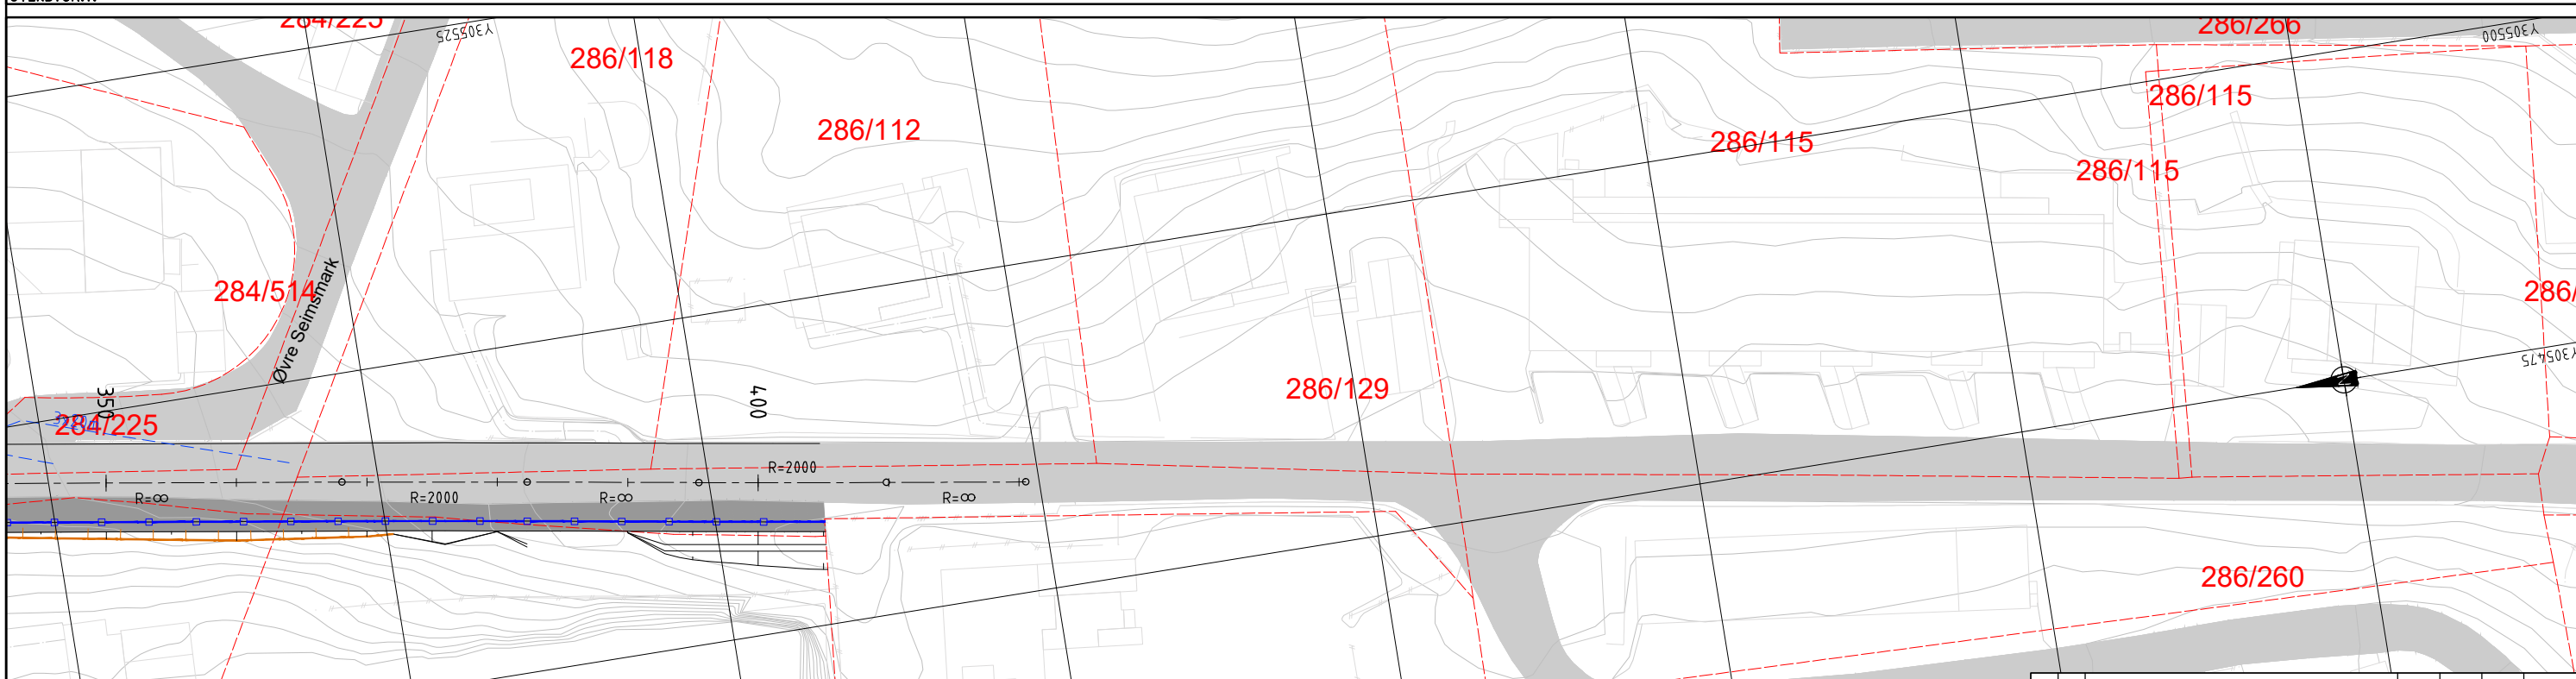 284/225
Y305525
286/118
286/266
Y305500
286/115
286/112
286/115
286/115
284/514
Øvre Seimsmark
286/
Y305475
350
400
286/129
284/225
R=2000
R=∞
R=2000
R=∞
R=∞
286/260